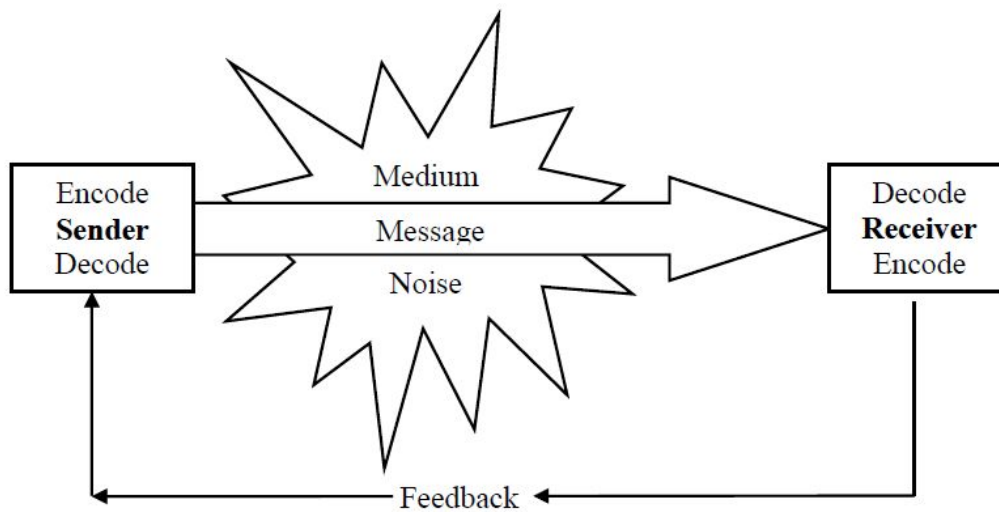 Encode
Sender
Decode
Medium
Message
Noise
Decode
Receiver
Encode
Feedback